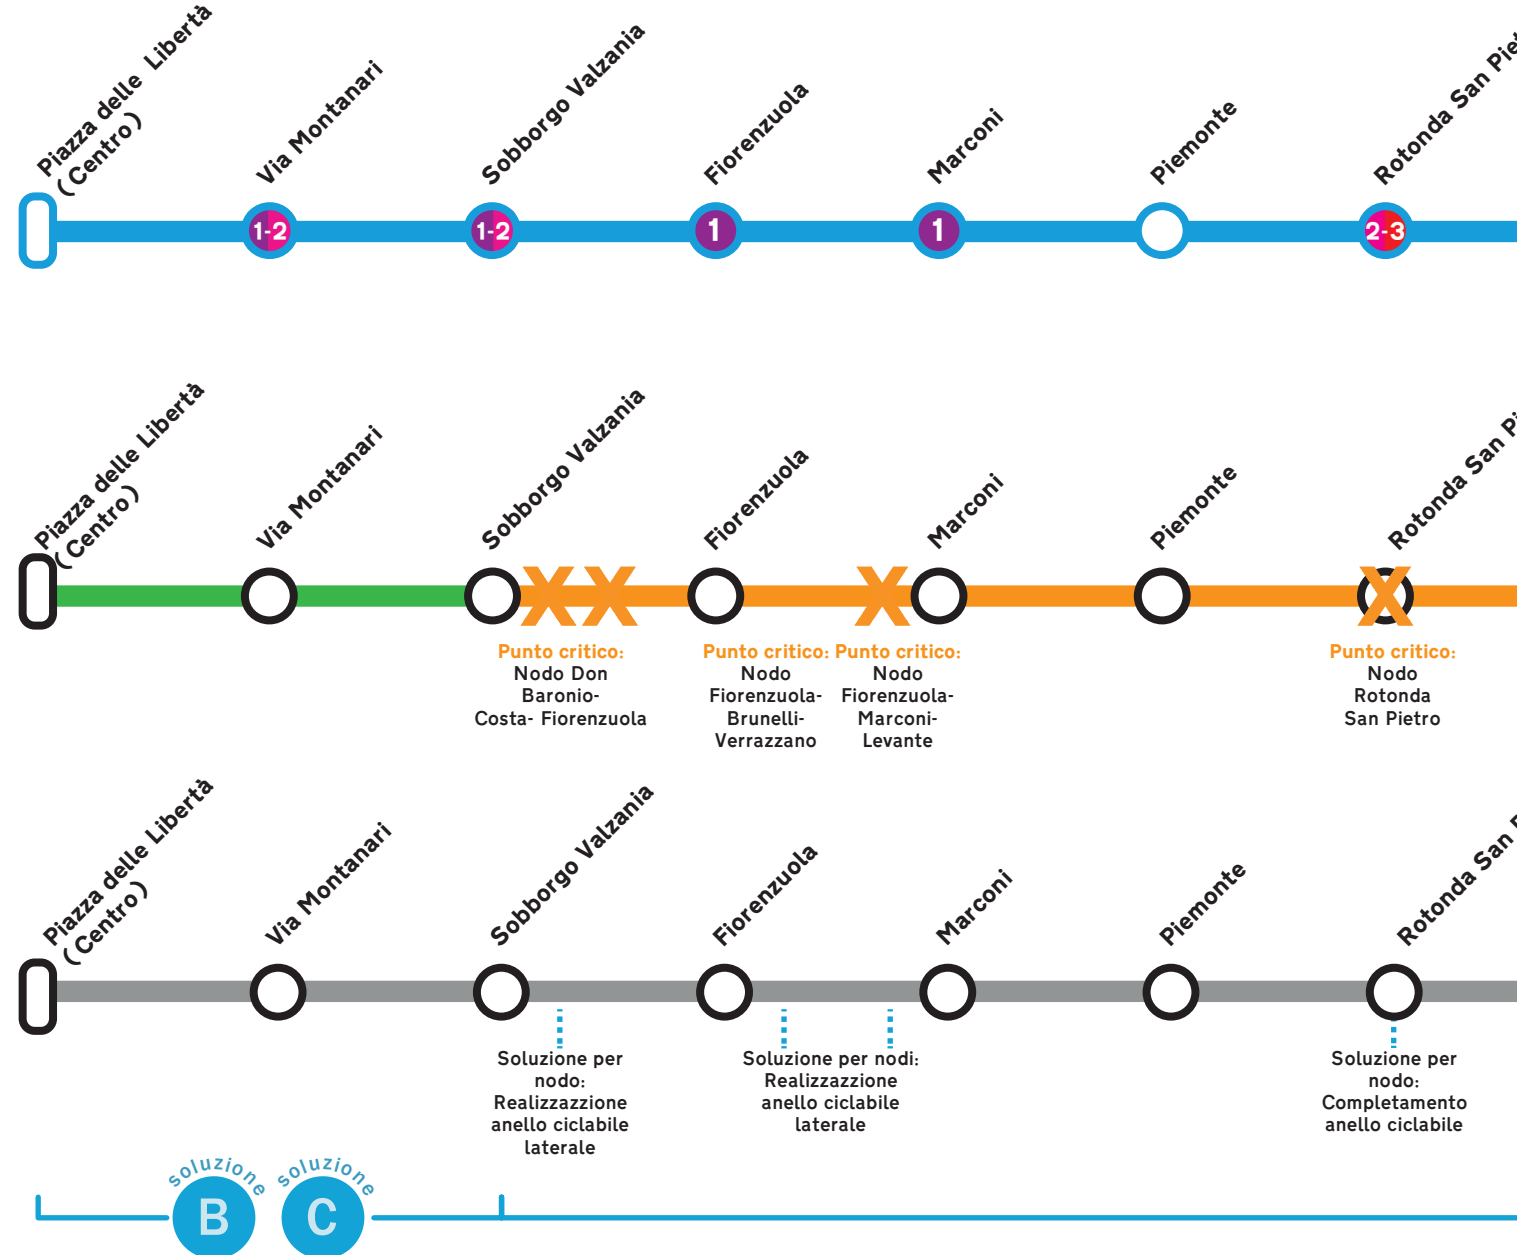 Piazza delle Libertà
(Centro)
Via Montanari
Sobborgo Valzania
Fiorenzuola
Marconi
Piemonte
Rotonda San
1-2
1-2
1
1
2-3
Piazza delle Libertà
(Centro)
Via Montanari
Sobborgo Valzania
Fiorenzuola
Marconi
Piemonte
Rotonda San
X
X
X
X
Punto critico:
Nodo Don
Baronio-
Costa- Fiorenzuola
Punto critico:
Nodo
Fiorenzuola-
Brunelli-
Verrazzano
Punto critico:
Nodo
Fiorenzuola-
Marconi-
Levante
Punto critico:
Nodo
Rotonda
San Pietro
Piazza delle Libertà
(Centro)
Via Montanari
Sobborgo Valzania
Fiorenzuola
Marconi
Piemonte
Rotonda San
Soluzione per
nodo:
Realizzazzione
anello ciclabile
laterale
Soluzione per nodi:
Realizzazzione
anello ciclabile
laterale
Soluzione per
nodo:
Completamento
anello ciclabile
soluzione
B
soluzione
C